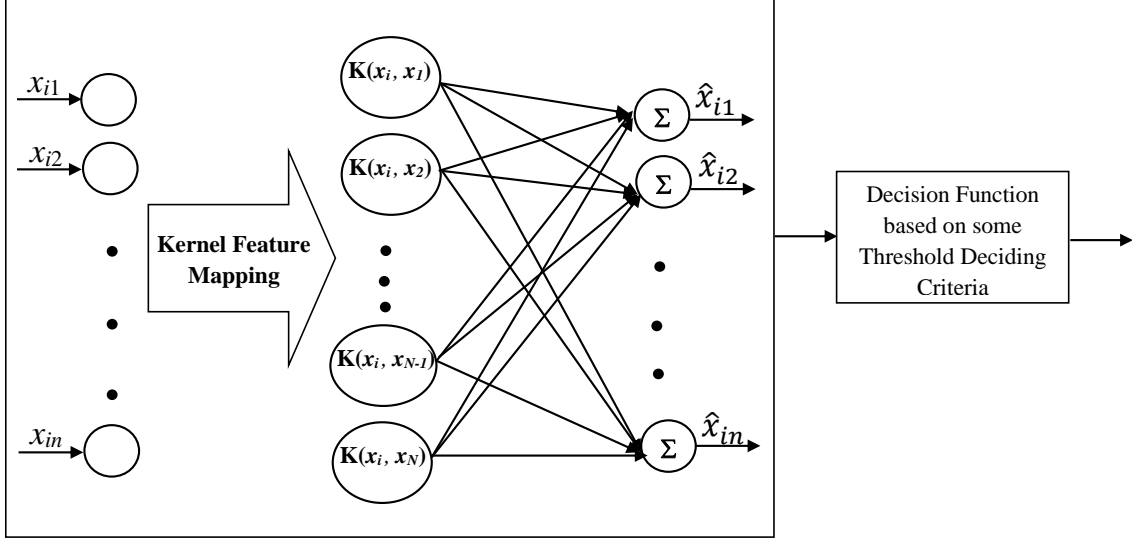 x_{i1}
x_{i2}
x_{in}
Kernel Feature
Mapping
K(x_i, x_1)
K(x_i, x_2)
K(x_i, x_{N-1})
K(x_i, x_N)
Σ
Σ
Σ
x̂_{i1}
x̂_{i2}
x̂_{in}
Decision Function
based on some
Threshold Deciding
Criteria